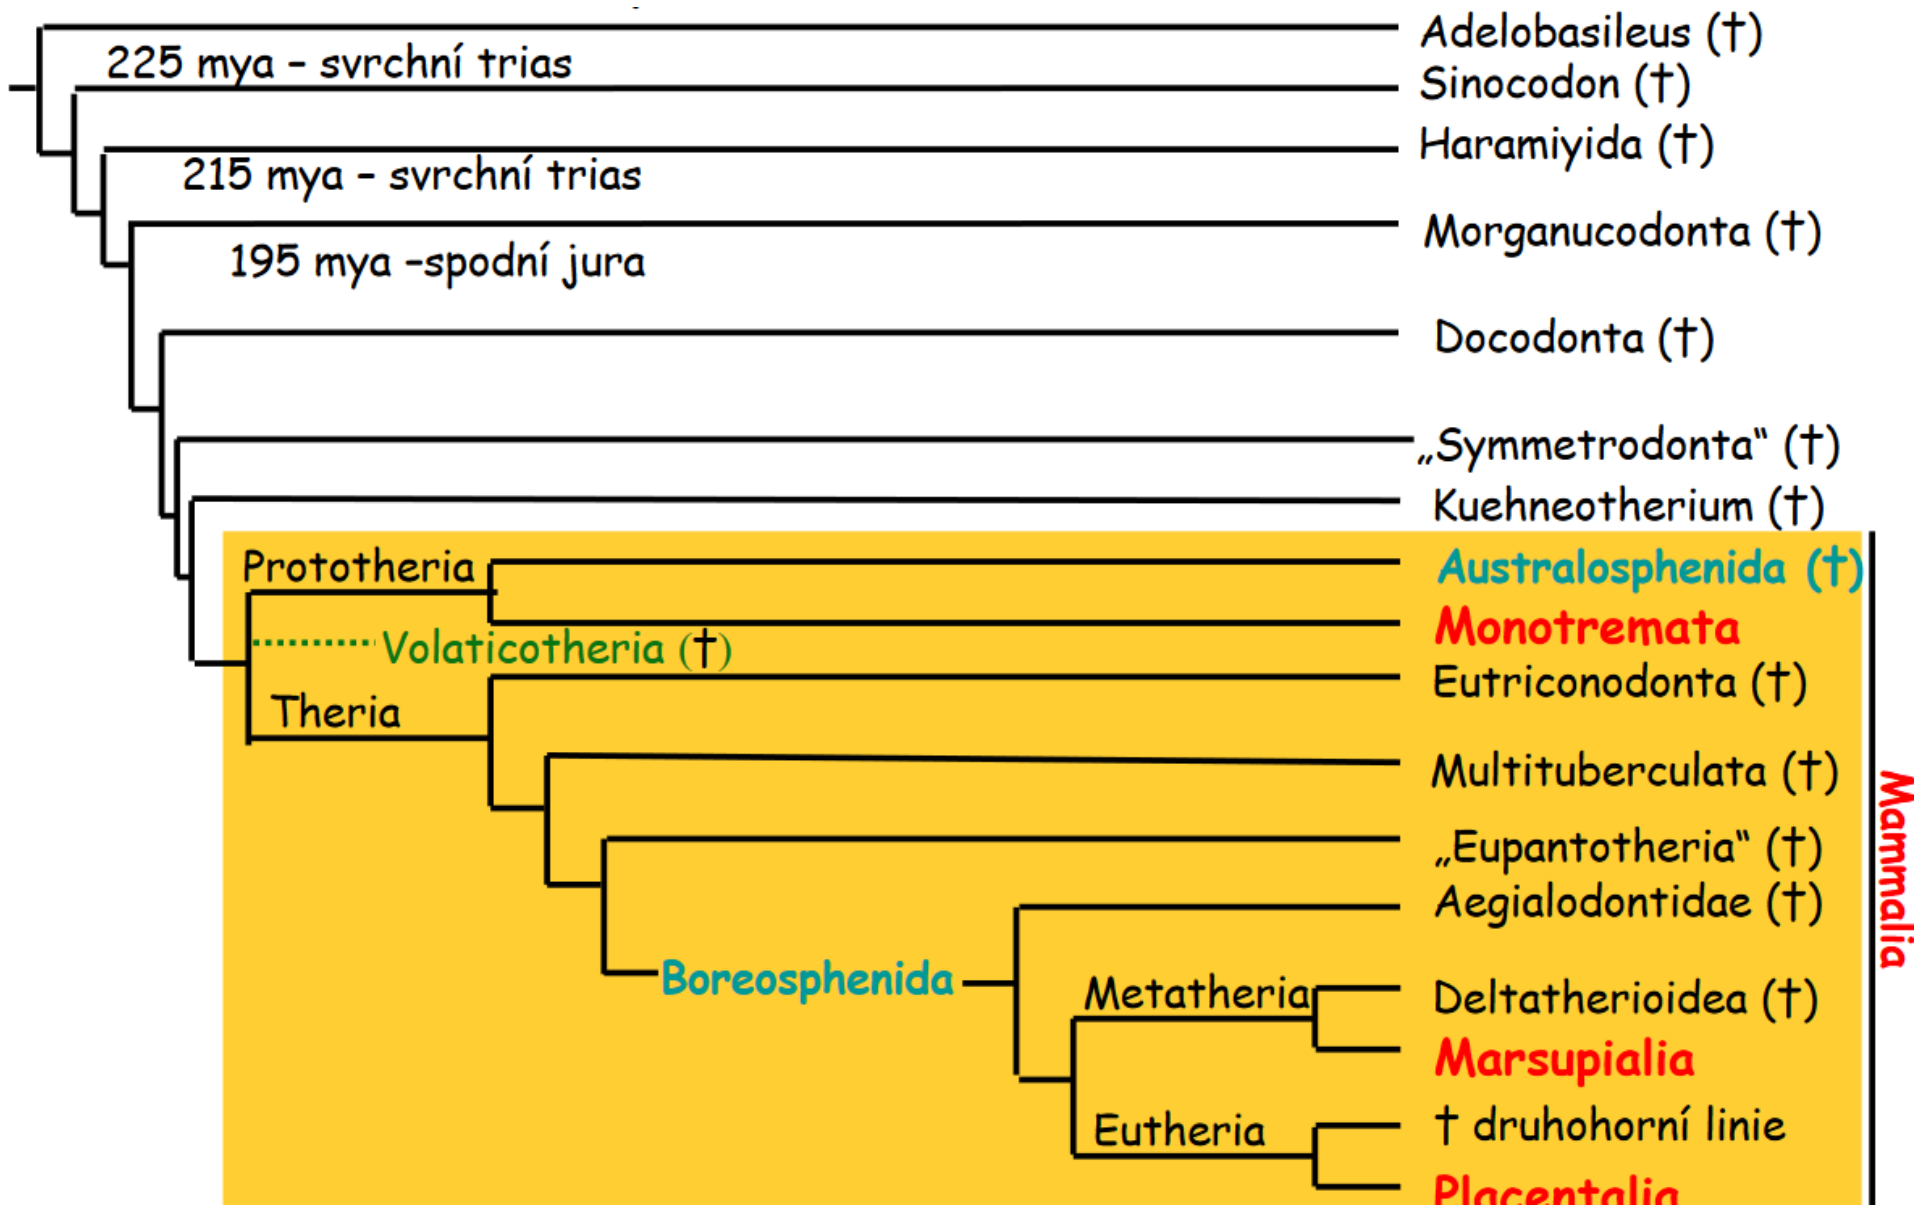 Adelobasileus (†)
225 mya – svrchní trias
Sinocodon (†)
Haramiyida (†)
215 mya – svrchní trias
Morganucodonta (†)
195 mya –spodní jura
Docodonta (†)
„Symmetrodonta“ (†)
Kuehneotherium (†)
Prototheria
Australosphenida (†)
Monotremata
Volaticotheria (†)
Eutriconodonta (†)
Theria
Multituberculata (†)
Mammalia
„Eupantotheria“ (†)
Aegialodontidae (†)
Boreosphenida
Metatheria
Deltatherioidea (†)
Marsupialia
† druhohorní linie
Eutheria
Placentalia